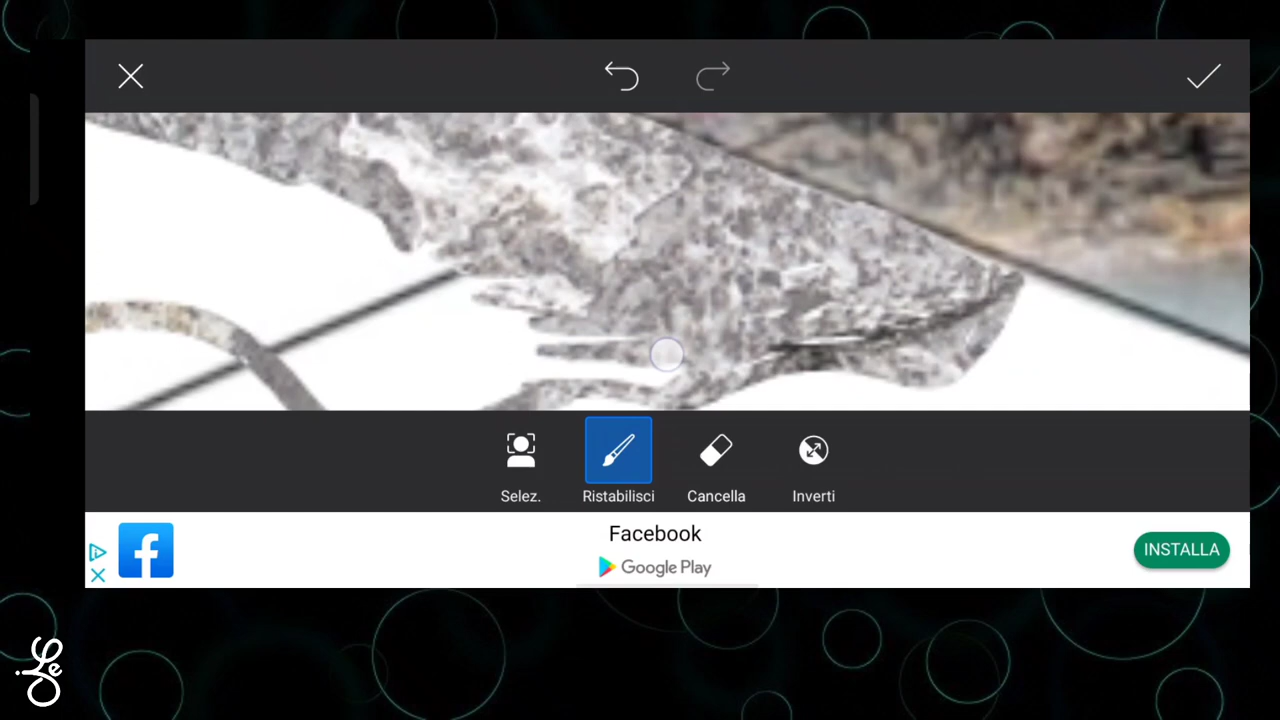 Selez.
Ristabilisci
Cancella
Inverti
Facebook
Google Play
INSTALLA